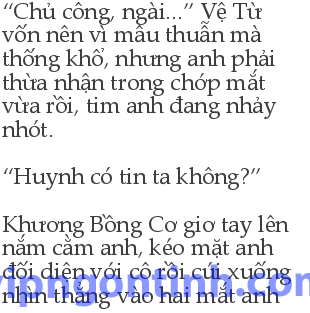 “Chủ công, ngài...” Vệ Từ
vốn nên vì mâu thuẫn mà
thống khổ, nhưng anh phải
thừa nhận trong chớp mắt
vừa rồi, tim anh đang nhảy
nhót.
“Huynh có tin ta không?”
Khương Bồng Cơ giơ tay lên
nắm cằm anh, kéo mặt anh
đối diện với cô rồi cúi xuống
nhìn thẳng vào hai mắt anh
vipngontinh.com